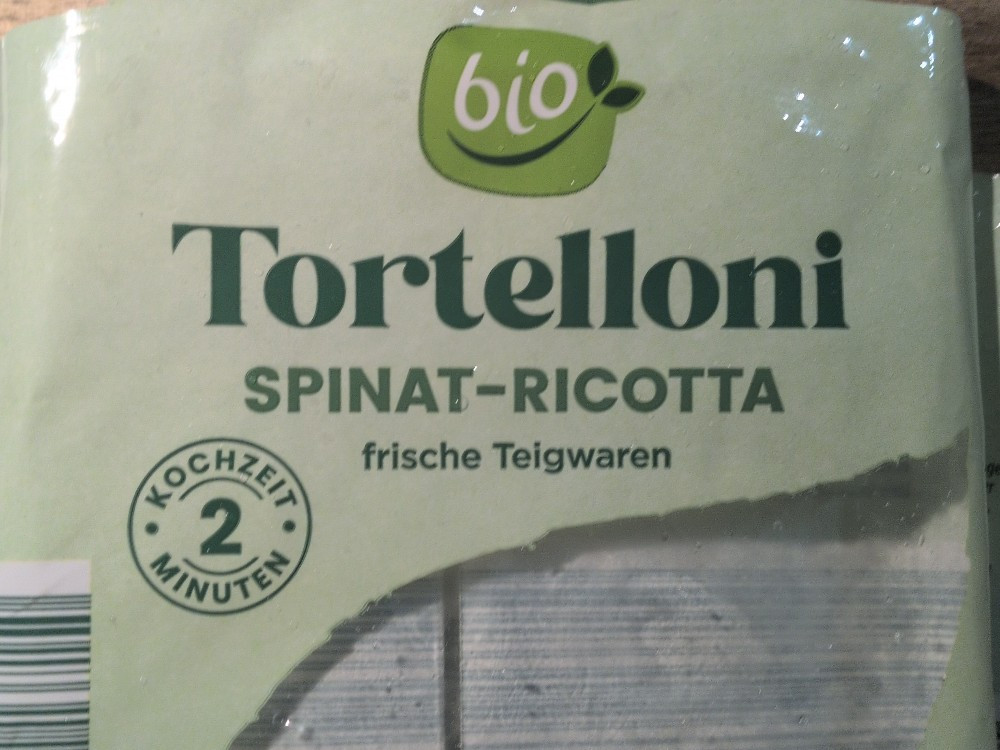 bio
Tortelloni
SPINAT-RICOTTA
frische Teigwaren
KOCHZEIT
2
MINUTEN